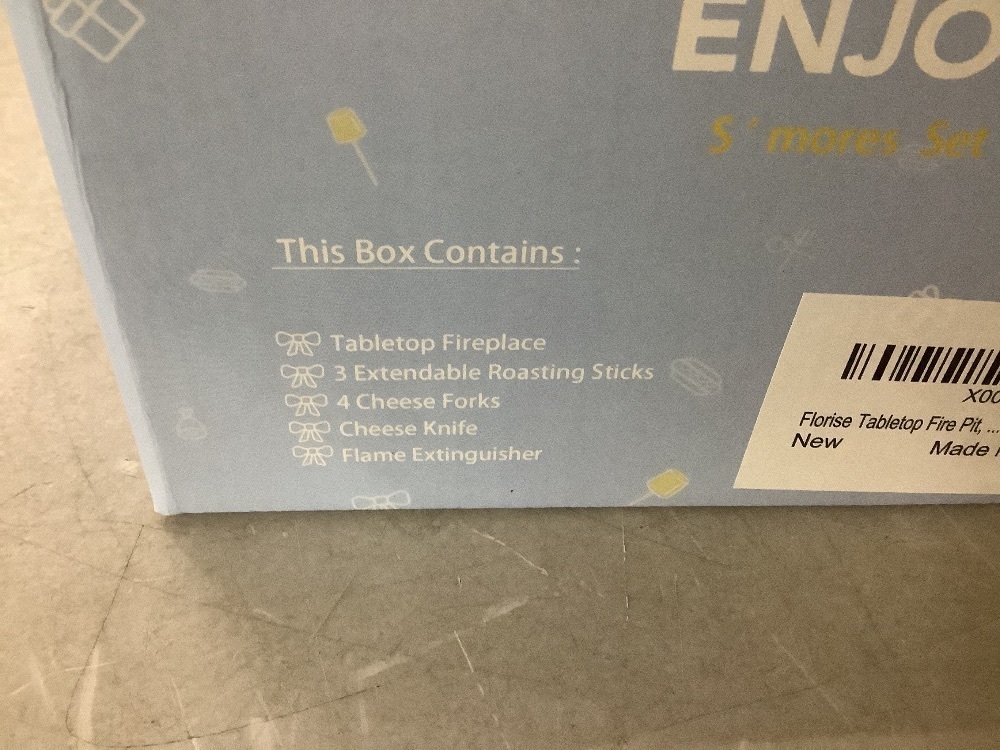 ENJO
S'mores Set
This Box Contains :
Tabletop Fireplace
3 Extendable Roasting Sticks
4 Cheese Forks
Cheese Knife
Flame Extinguisher
X00
Florise Tabletop Fire Pit, ...
New Made